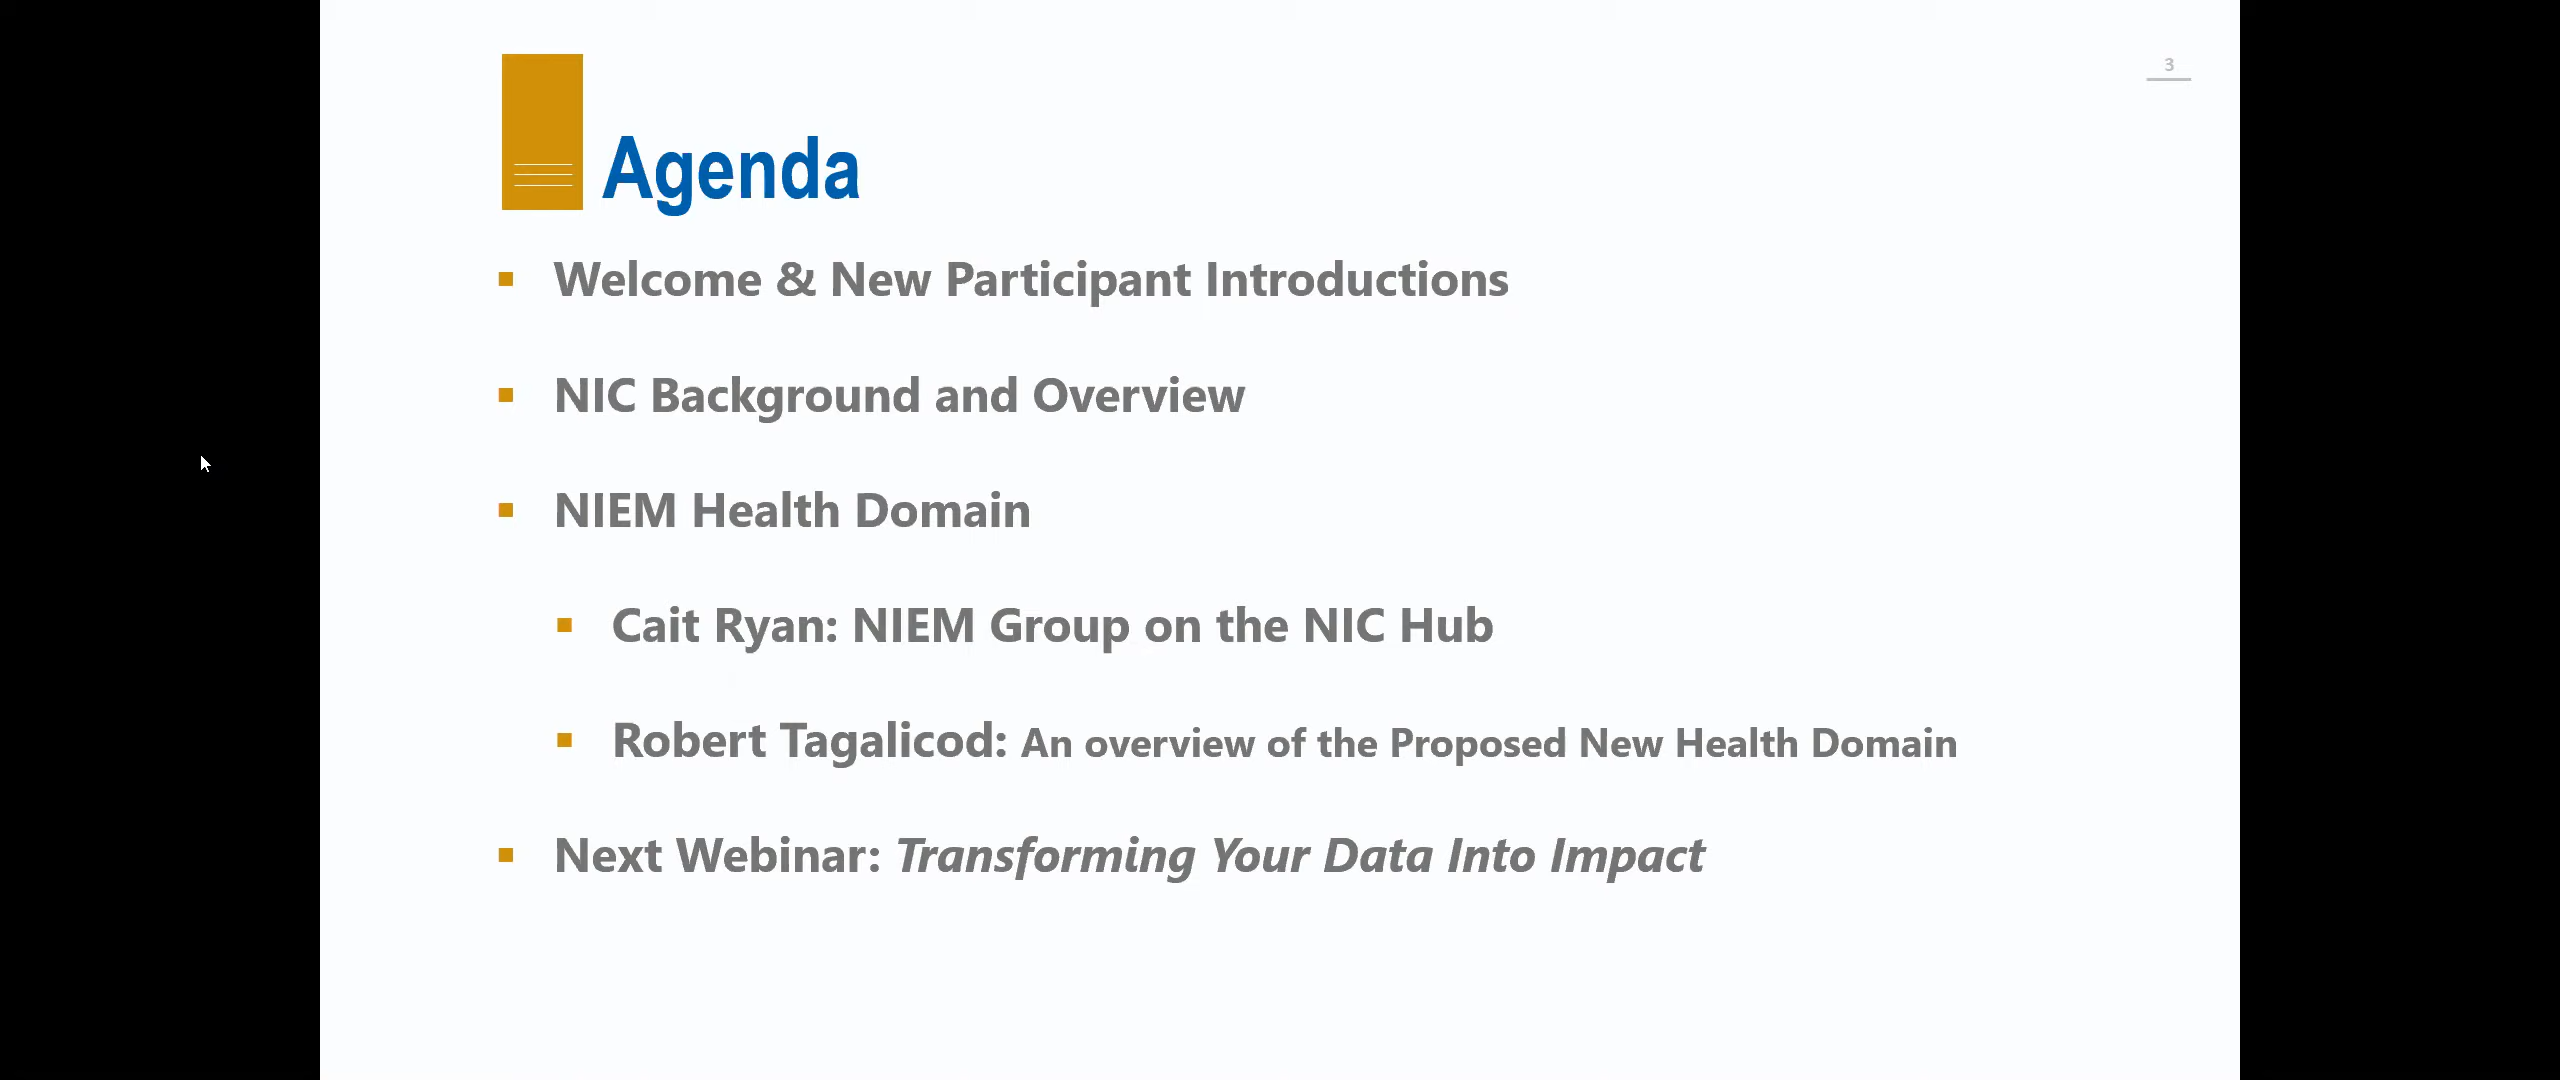 3
Agenda
Welcome & New Participant Introductions
NIC Background and Overview
NIEM Health Domain
Cait Ryan: NIEM Group on the NIC Hub
Robert Tagalicod: An overview of the Proposed New Health Domain
Next Webinar: Transforming Your Data Into Impact